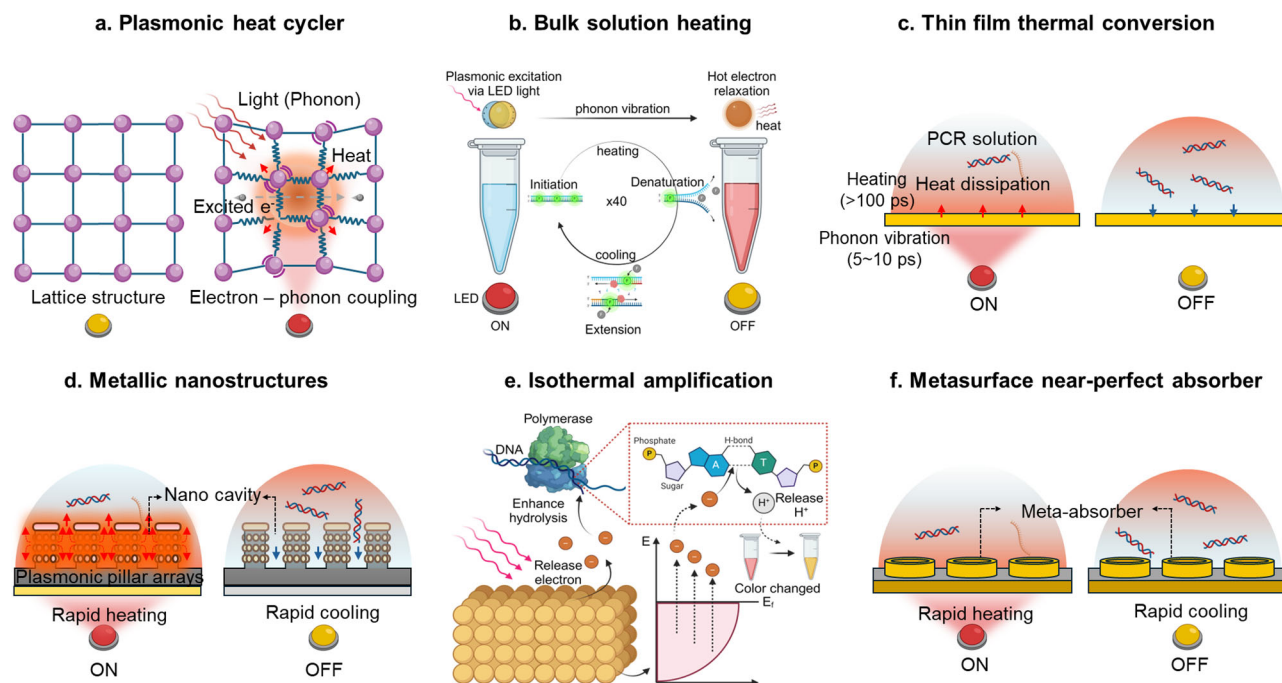 a. Plasmonic heat cycler
Light (Phonon)
Heat
Excited e⁻
Lattice structure
Electron – phonon coupling
b. Bulk solution heating
Plasmonic excitation
via LED light
phonon vibration
Hot electron
relaxation
heat
heating
Initiation
x40
Denaturation
cooling
Extension
LED
ON
OFF
c. Thin film thermal conversion
PCR solution
Heating
(>100 ps)
Heat dissipation
Phonon vibration
(5~10 ps)
ON
OFF
d. Metallic nanostructures
Nano cavity
Plasmonic pillar arrays
Rapid heating
Rapid cooling
ON
OFF
e. Isothermal amplification
Polymerase
DNA
Enhance
hydrolysis
Phosphate
P
Sugar
A
H-bond
T
P
H⁺
Release
H⁺
Color changed
Release
electron
E
E_f
f. Metasurface near-perfect absorber
Meta-absorber
Rapid heating
Rapid cooling
ON
OFF